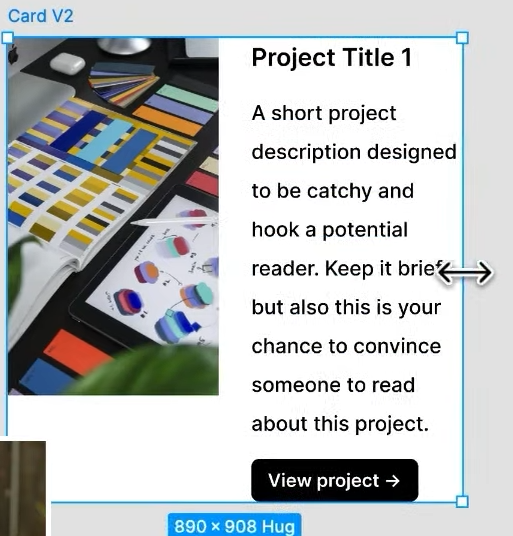 Card V2
Project Title 1
A short project
description designed
to be catchy and
hook a potential
reader. Keep it brief
but also this is your
chance to convince
someone to read
about this project.
View project →
890 × 908 Hug